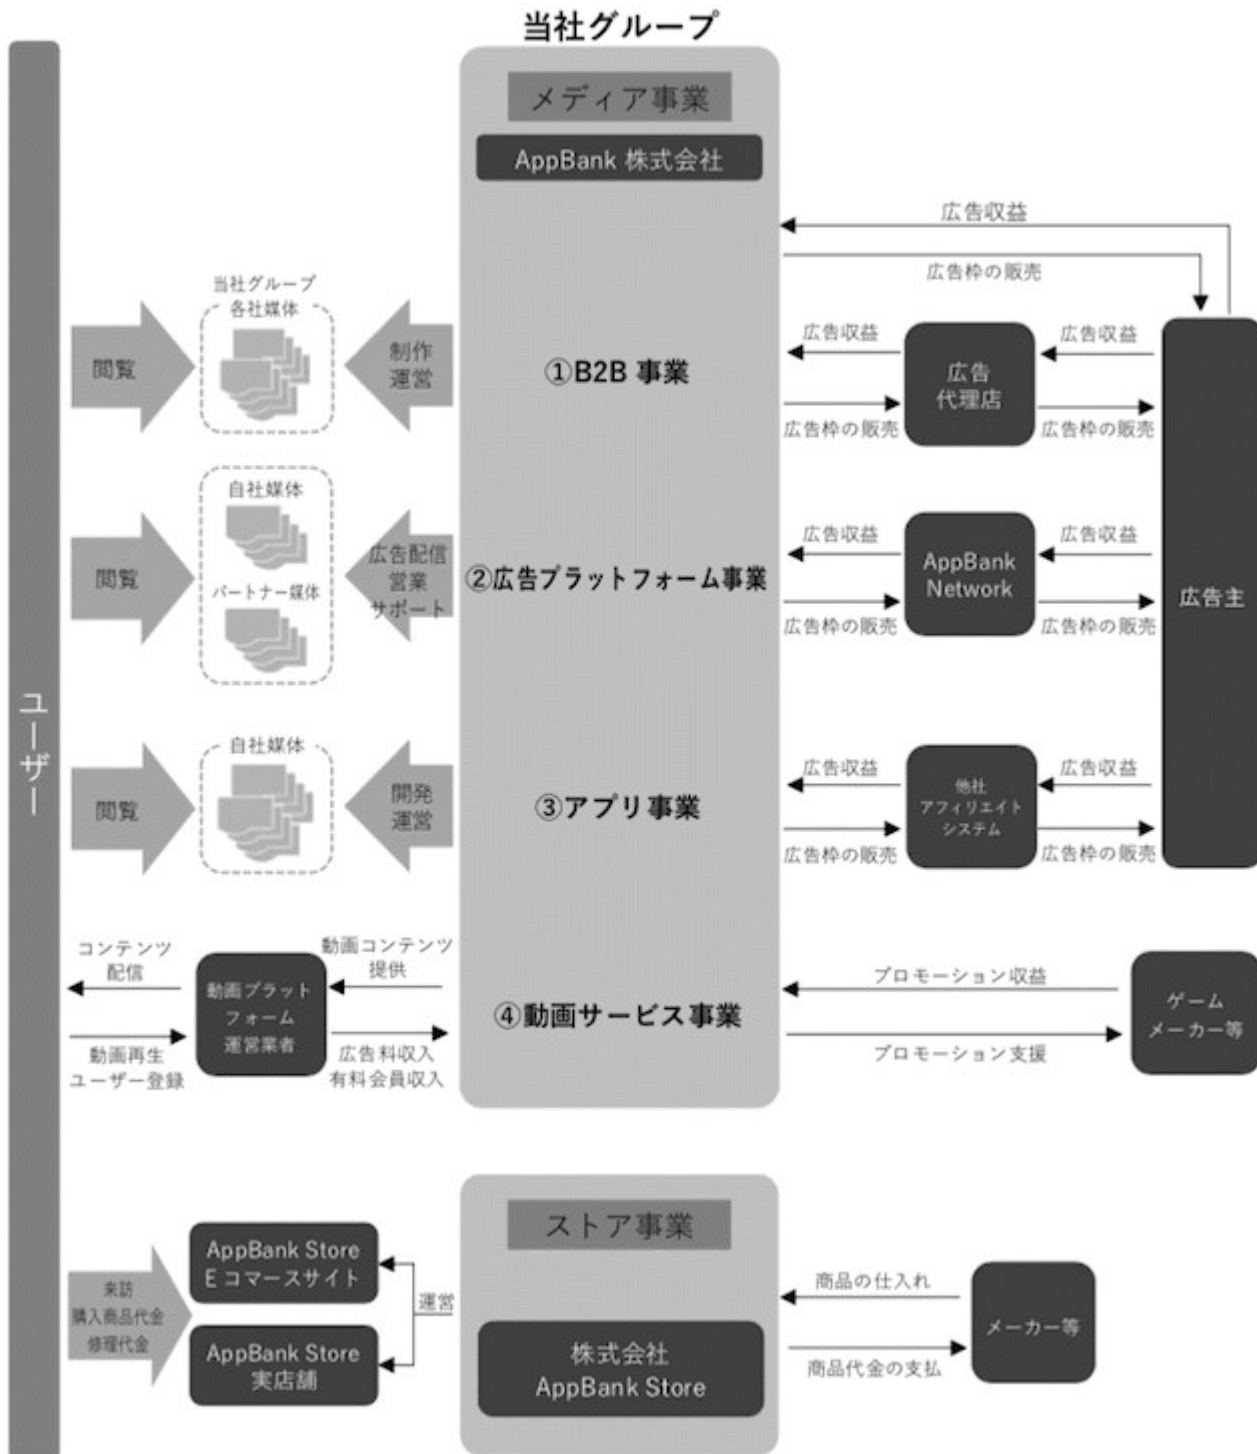 当社グループ
メディア事業
AppBank 株式会社
広告収益
広告枠の販売
当社グループ
各社媒体
閲覧
制作
運営
①B2B 事業
広告収益
広告枠の販売
広告
代理店
広告収益
広告枠の販売
自社媒体
パートナー媒体
閲覧
広告配信
営業
サポート
②広告プラットフォーム事業
広告収益
広告枠の販売
AppBank
Network
広告収益
広告枠の販売
広告主
ユーザー
自社媒体
閲覧
開発
運営
③アプリ事業
広告収益
広告枠の販売
他社
アフィリエイト
システム
広告収益
広告枠の販売
コンテンツ
配信
動画再生
ユーザー登録
動画プラット
フォーム
運営業者
動画コンテンツ
提供
広告料収入
有料会員収入
④動画サービス事業
プロモーション収益
プロモーション支援
ゲーム
メーカー等
ストア事業
来訪
購入商品代金
修理代金
AppBank Store
E コマースサイト
AppBank Store
実店舗
運営
株式会社
AppBank Store
商品の仕入れ
商品代金の支払
メーカー等